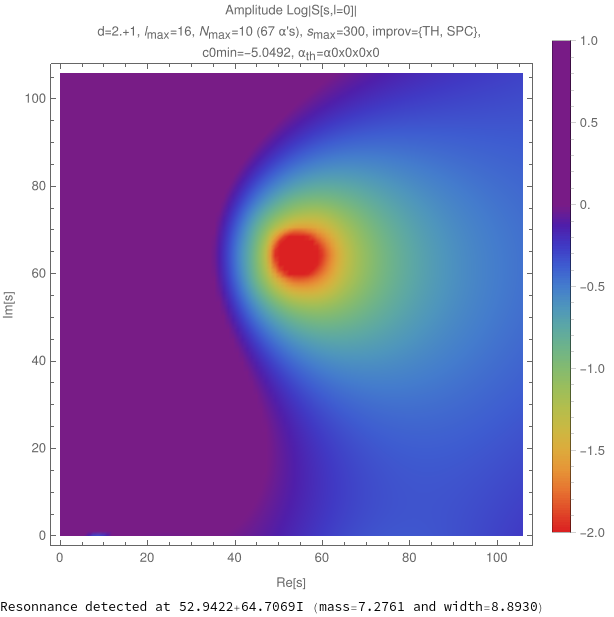 Amplitude Log|S[s,l=0]|
d=2.+1, lmax=16, Nmax=10 (67 α's), smax=300, improv={TH, SPC},
c0min=−5.0492, αth=α0x0x0x0
1.0
0.5
0.
−0.5
−1.0
−1.5
−2.0
100
80
60
40
20
0
Im[s]
0 20 40 60 80 100
Re[s]
Resonnance detected at 52.9422+64.7069I (mass=7.2761 and width=8.8930)